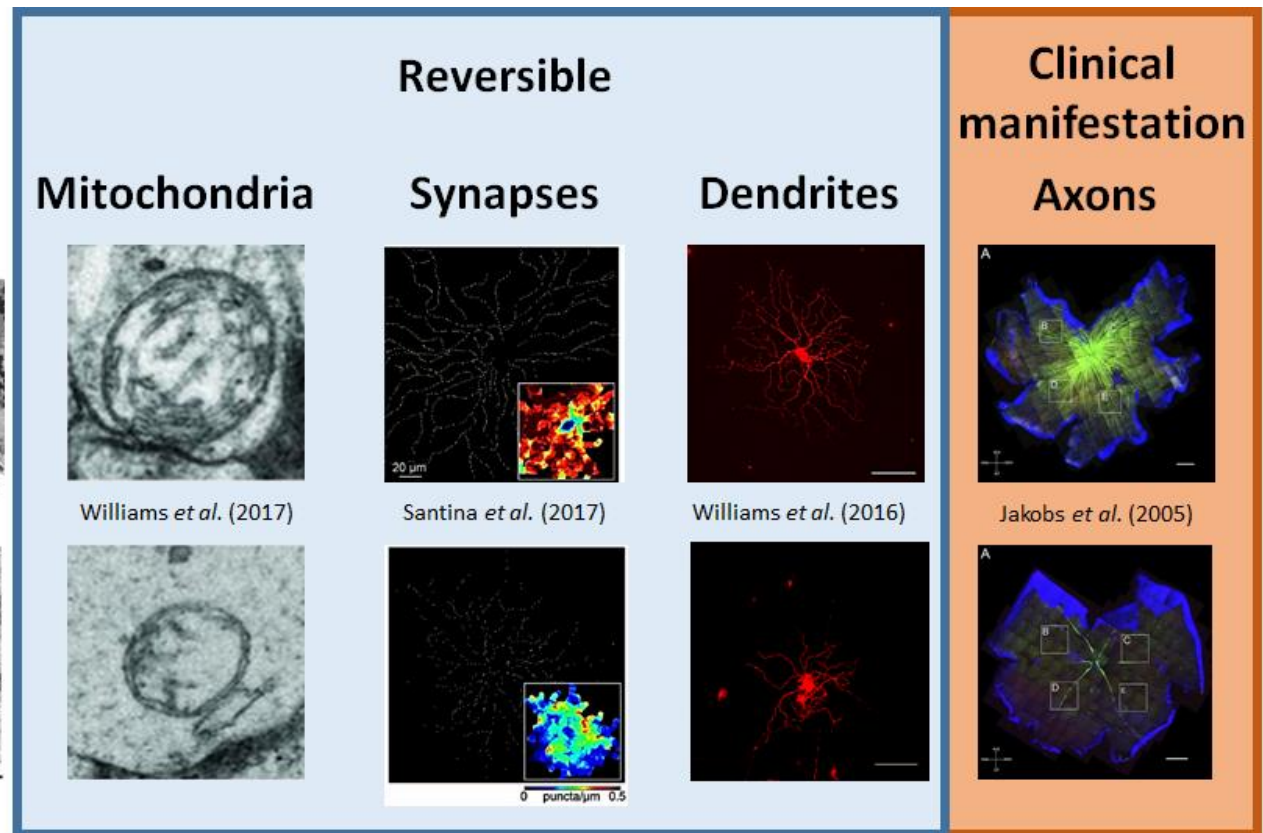 Reversible
Clinical
manifestation
Mitochondria
Synapses
Dendrites
Axons
20 µm
A
B
D
E
Williams et al. (2017)
Santina et al. (2017)
Williams et al. (2016)
Jakobs et al. (2005)
A
B
C
D
E
0 puncta/µm 0.5